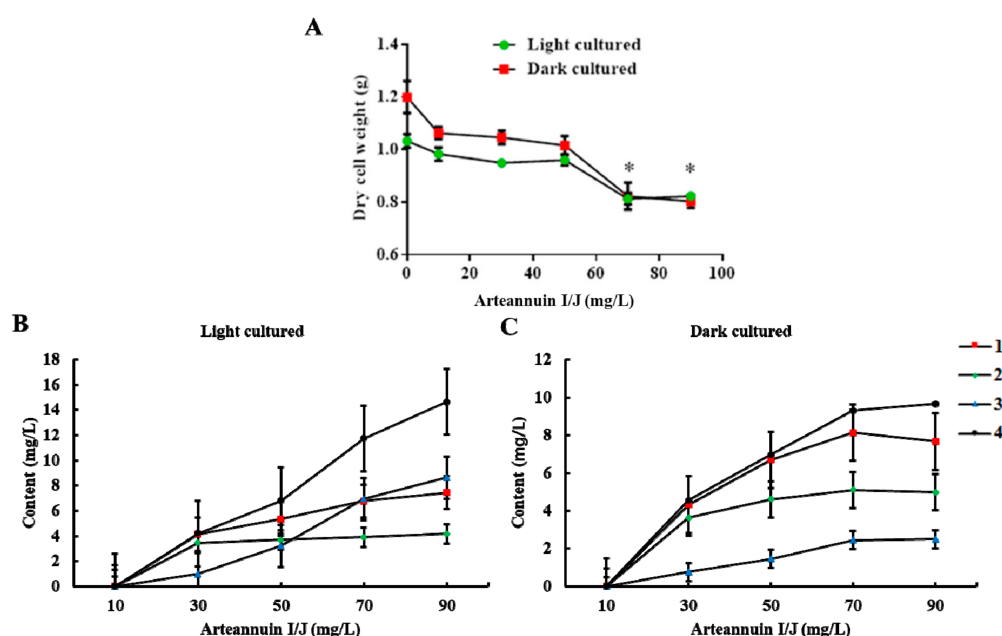 A
Light cultured
Dark cultured
1.4
1.2
1.0
0.8
0.6
Dry cell weight (g)
* *
0 20 40 60 80 100
Arteannuin I/J (mg/L)
B
Light cultured
18
16
14
12
10
8
6
4
2
0
Content (mg/L)
10 30 50 70 90
Arteannuin I/J (mg/L)
C
Dark cultured
12
10
8
6
4
2
0
Content (mg/L)
10 30 50 70 90
Arteannuin I/J (mg/L)
1
2
3
4